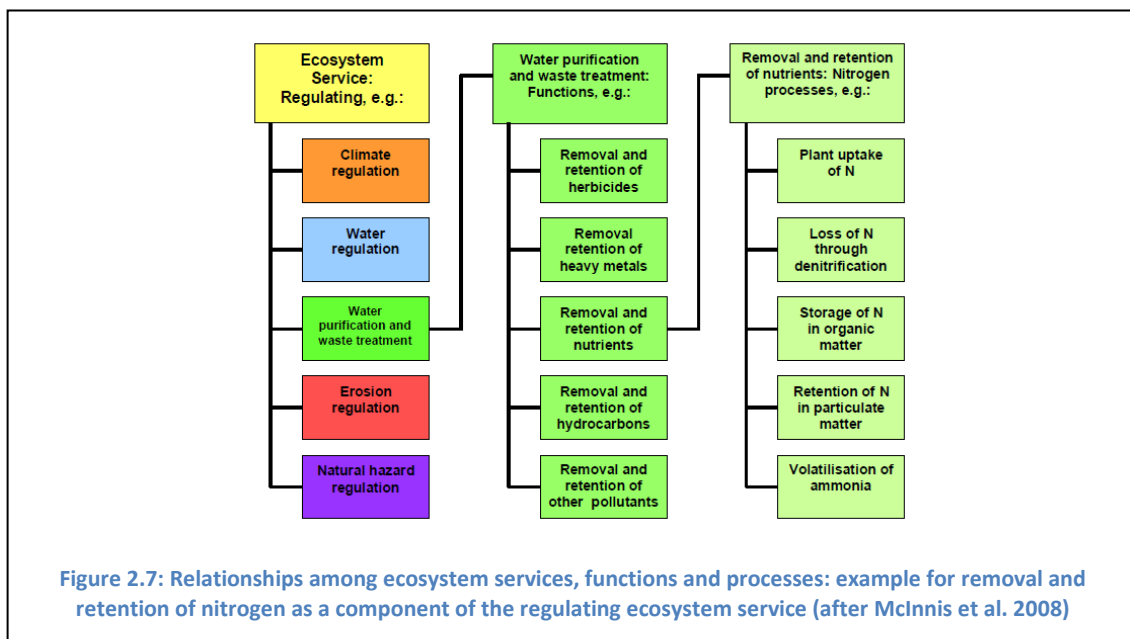 Ecosystem
Service:
Regulating, e.g.:
Climate
regulation
Water
regulation
Water
purification and
waste treatment
Erosion
regulation
Natural hazard
regulation
Water purification
and waste treatment:
Functions, e.g.:
Removal and
retention of
herbicides
Removal
retention of
heavy metals
Removal and
retention of
nutrients
Removal and
retention of
hydrocarbons
Removal and
retention of
other pollutants
Removal and retention
of nutrients: Nitrogen
processes, e.g.:
Plant uptake
of N
Loss of N
through
denitrification
Storage of N
in organic
matter
Retention of N
in particulate
matter
Volatilisation of
ammonia
Figure 2.7: Relationships among ecosystem services, functions and processes: example for removal and
retention of nitrogen as a component of the regulating ecosystem service (after McInnis et al. 2008)